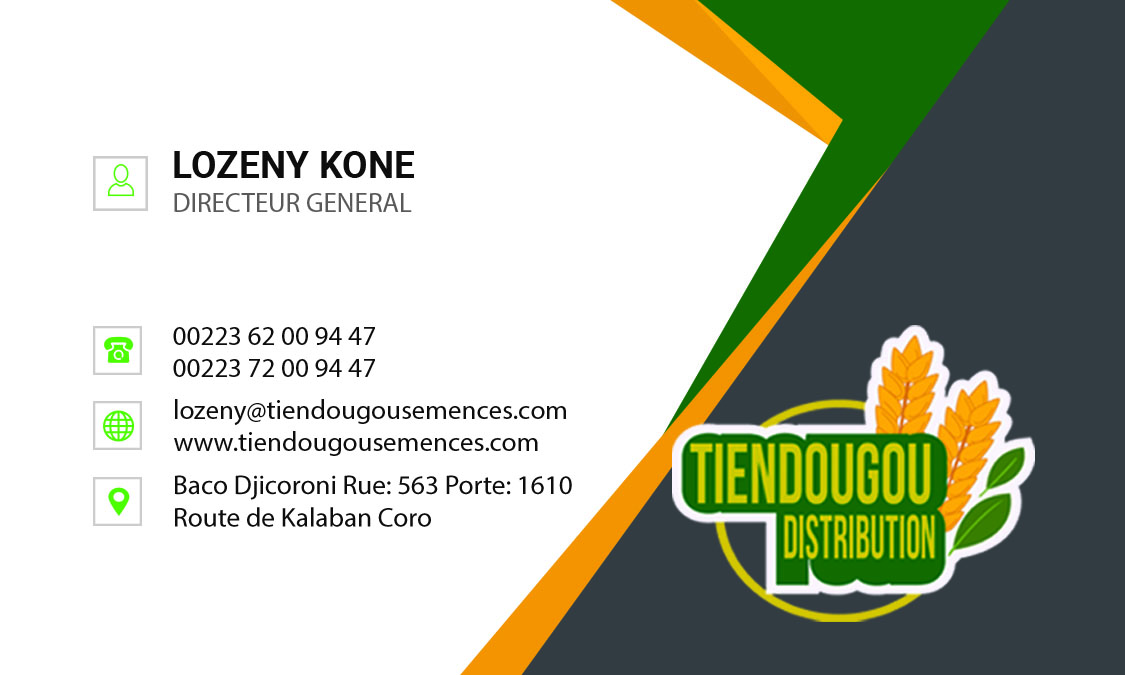 LOZENY KONE
DIRECTEUR GENERAL
00223 62 00 94 47
00223 72 00 94 47
lozeny@tiendougousemences.com
www.tiendougousemences.com
Baco Djicoroni Rue: 563 Porte: 1610
Route de Kalaban Coro
TIENDOUGOU
DISTRIBUTION